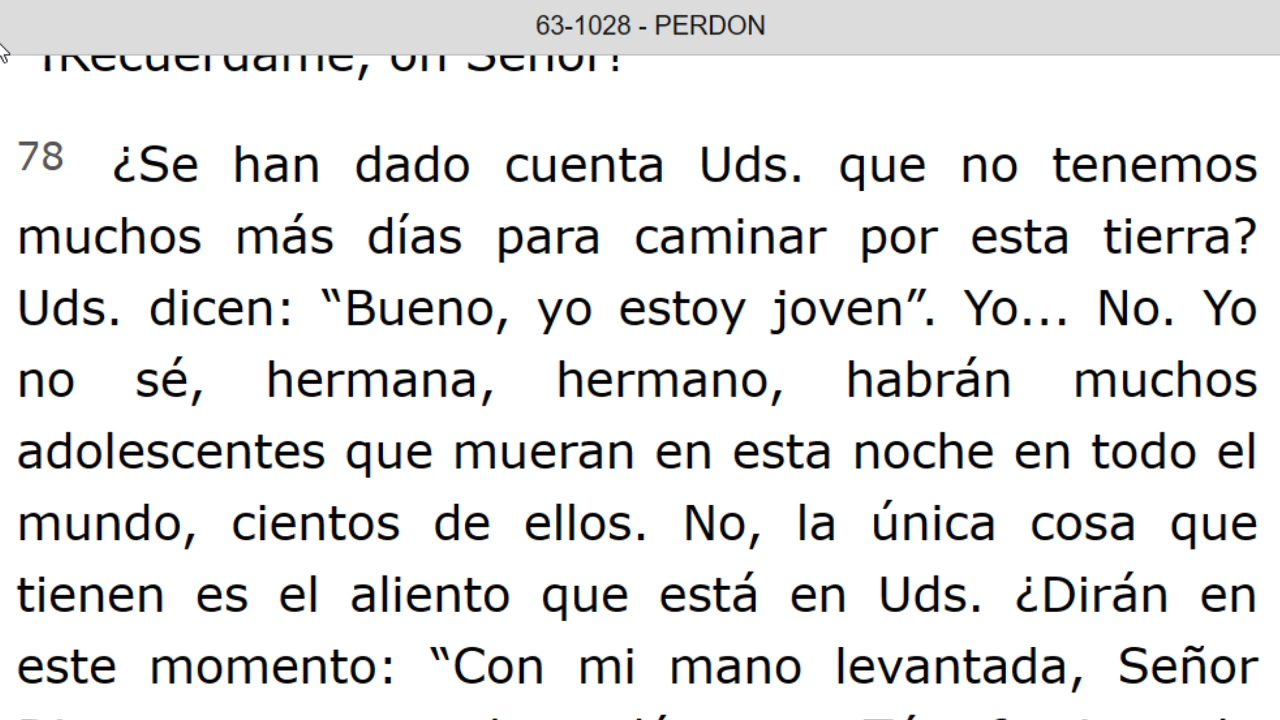 63-1028 - PERDON
¡Recuérdame, oh Señor!
78 ¿Se han dado cuenta Uds. que no tenemos
muchos más días para caminar por esta tierra?
Uds. dicen: “Bueno, yo estoy joven”. Yo... No. Yo
no sé, hermana, hermano, habrán muchos
adolescentes que mueran en esta noche en todo el
mundo, cientos de ellos. No, la única cosa que
tienen es el aliento que está en Uds. ¿Dirán en
este momento: “Con mi mano levantada, Señor